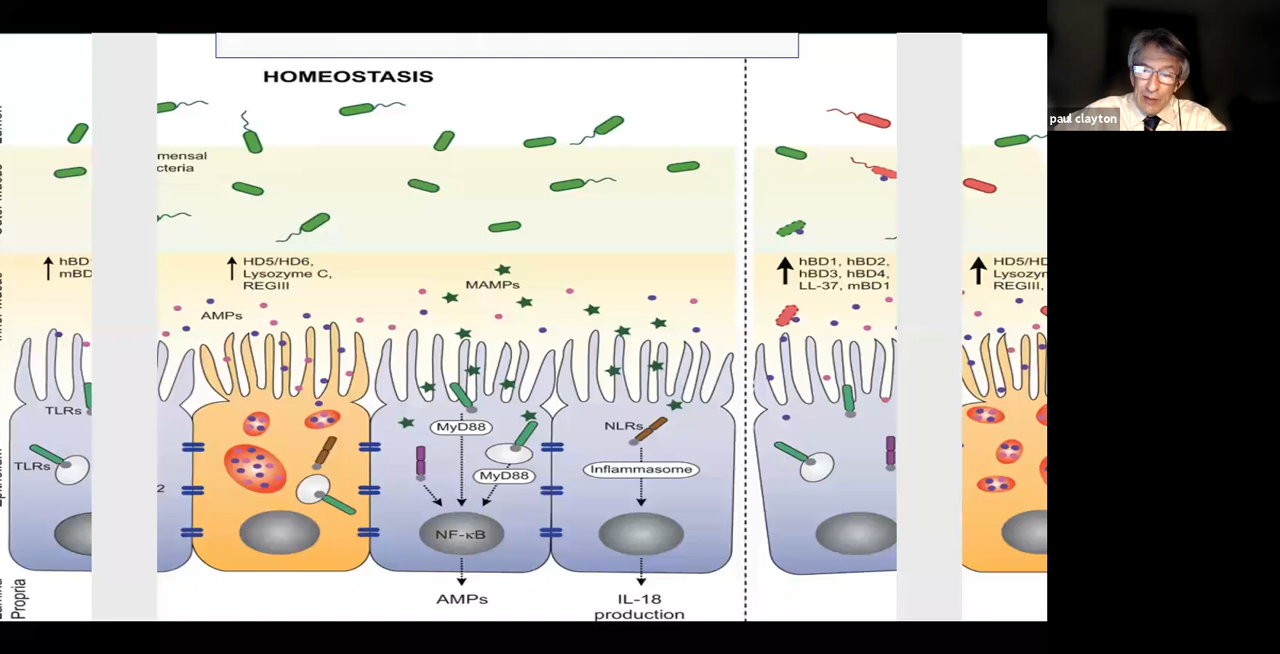 HOMEOSTASIS
paul clayton
mensal
cteria
hBD
mBD
HD5/HD6,
Lysozyme C,
REGIII
MAMPs
AMPs
hBD1, hBD2,
hBD3, hBD4,
LL-37, mBD1
HD5/HD
Lysozym
REGIII,
TLRs
MyD88
NLRs
TLRs
MyD88
Inflammasome
2
NF-κB
AMPs
IL-18
production
Propria